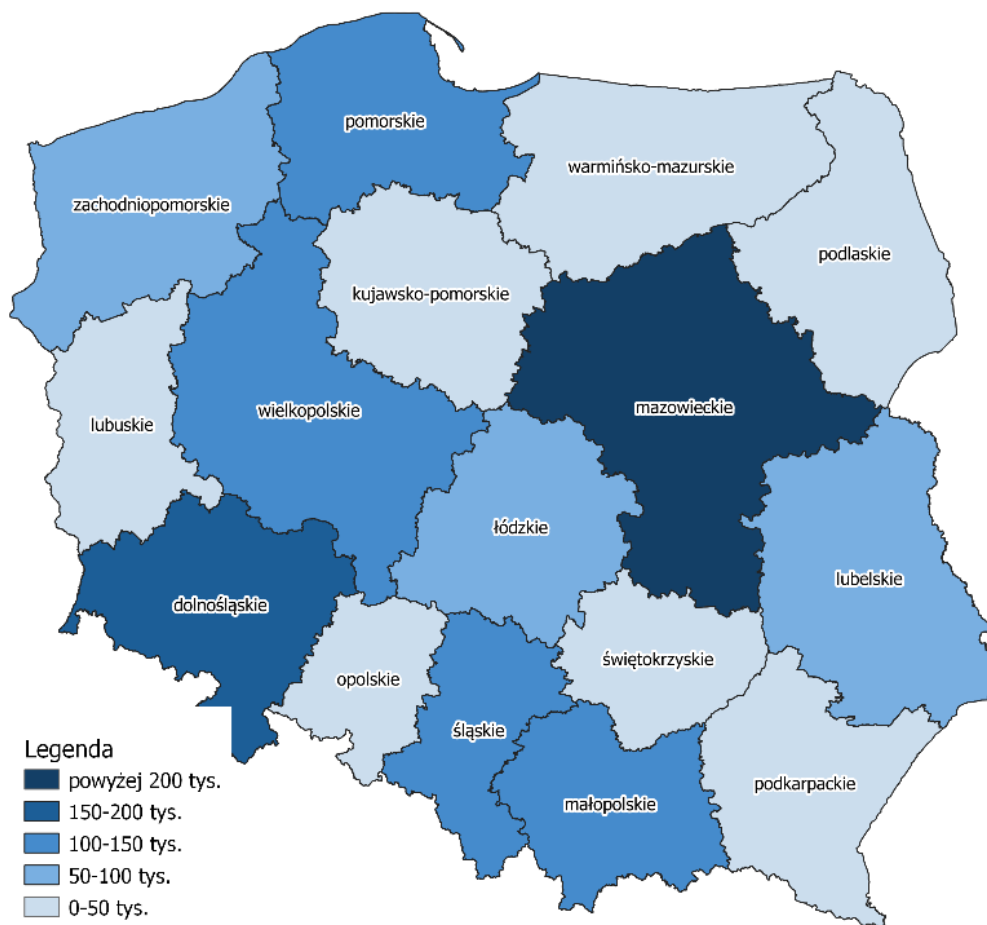 pomorskie
warmińsko-mazurskie
zachodniopomorskie
podlaskie
kujawsko-pomorskie
wielkopolskie
mazowieckie
lubuskie
łódzkie
lubelskie
dolnośląskie
świętokrzyskie
opolskie
śląskie
podkarpackie
małopolskie
Legenda
powyżej 200 tys.
150-200 tys.
100-150 tys.
50-100 tys.
0-50 tys.